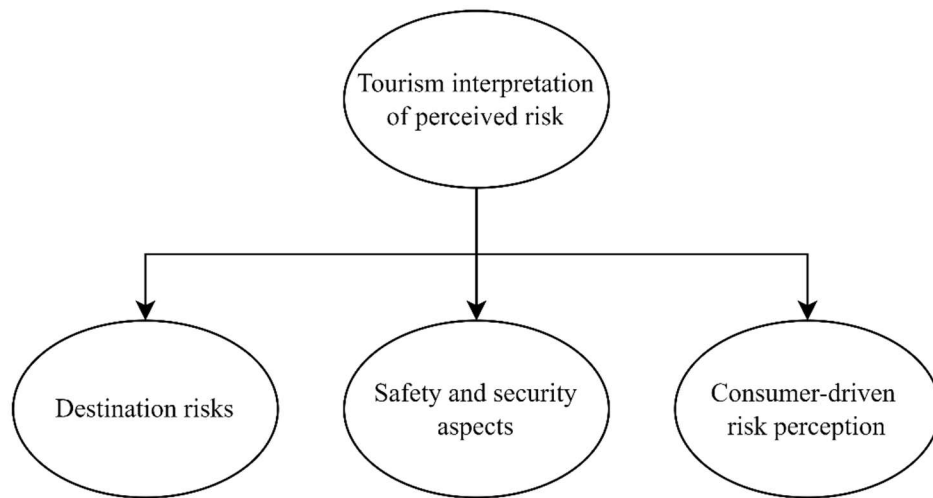 Tourism interpretation
of perceived risk
Destination risks
Safety and security
aspects
Consumer-driven
risk perception